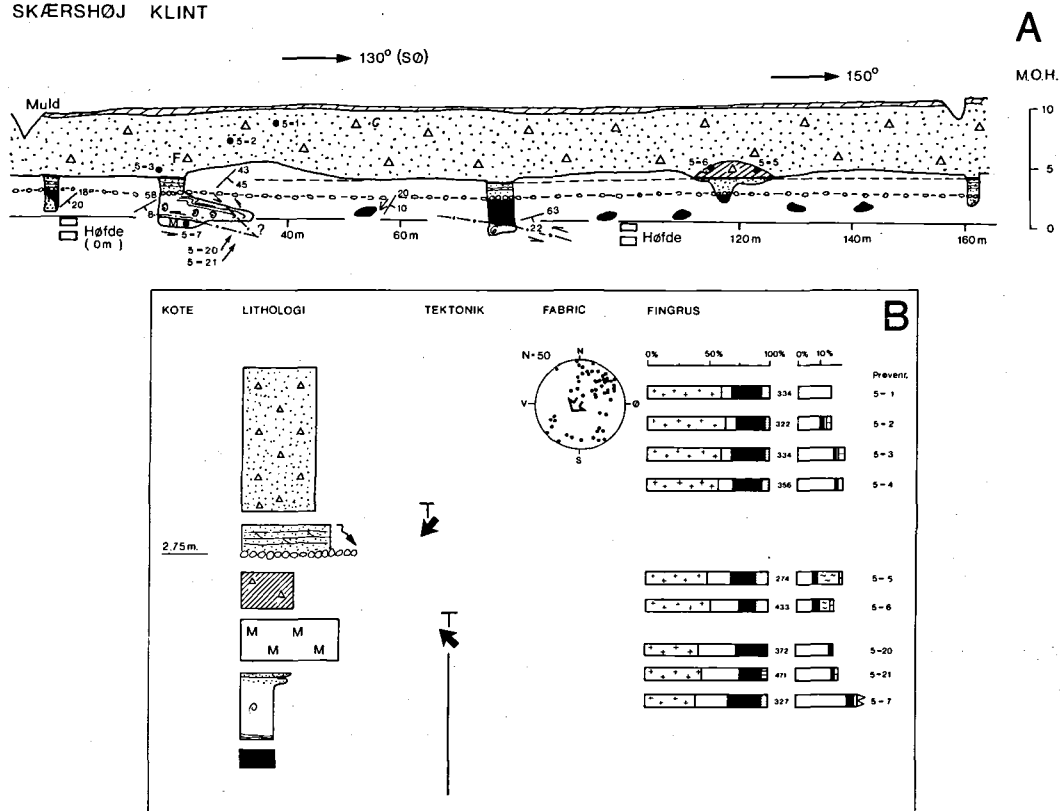 SKÆRSHØJ KLINT
A
130° (SØ)
150°
M.O.H.
Muld
10
5
0
5-1
5-2
5-3
F
G
43
45
58
8
M
5-7
5-20
5-21
?
18
20
Høfde
(0m)
20
10
40m
60m
22
63
Høfde
5-6
5-5
120m
140m
160m
B
KOTE LITHOLOGI TEKTONIK FABRIC FINGRUS
N=50
N
V
Ø
S
0% 50% 100% 0% 10%
Prøvenr.
334 5-1
322 5-2
334 5-3
356 5-4
2.75m.
274 5-5
433 5-6
M M
M M
372 5-20
471 5-21
327 5-7